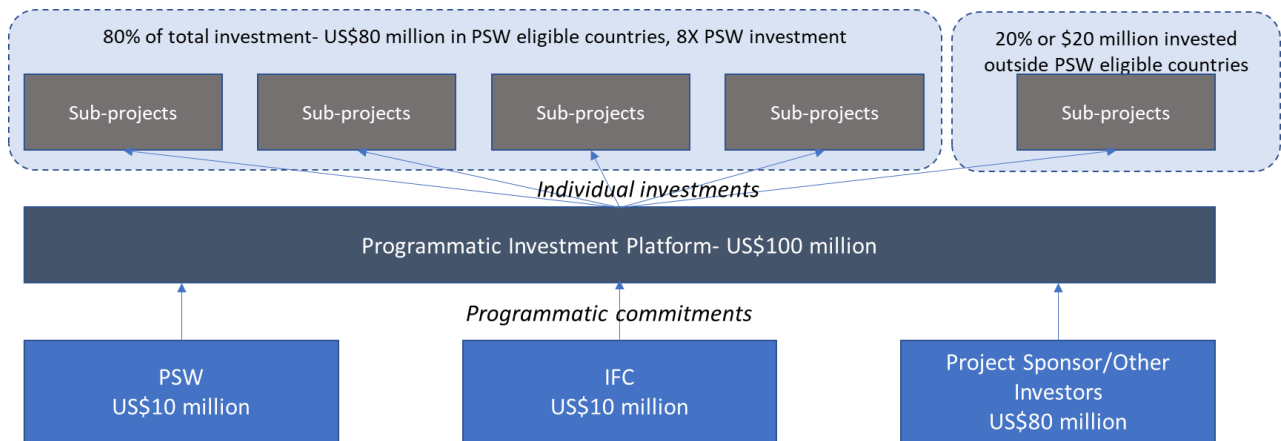 80% of total investment- US$80 million in PSW eligible countries, 8X PSW investment
20% or $20 million invested
outside PSW eligible countries
Sub-projects
Sub-projects
Sub-projects
Sub-projects
Sub-projects
Individual investments
Programmatic Investment Platform- US$100 million
Programmatic commitments
PSW
US$10 million
IFC
US$10 million
Project Sponsor/Other
Investors
US$80 million